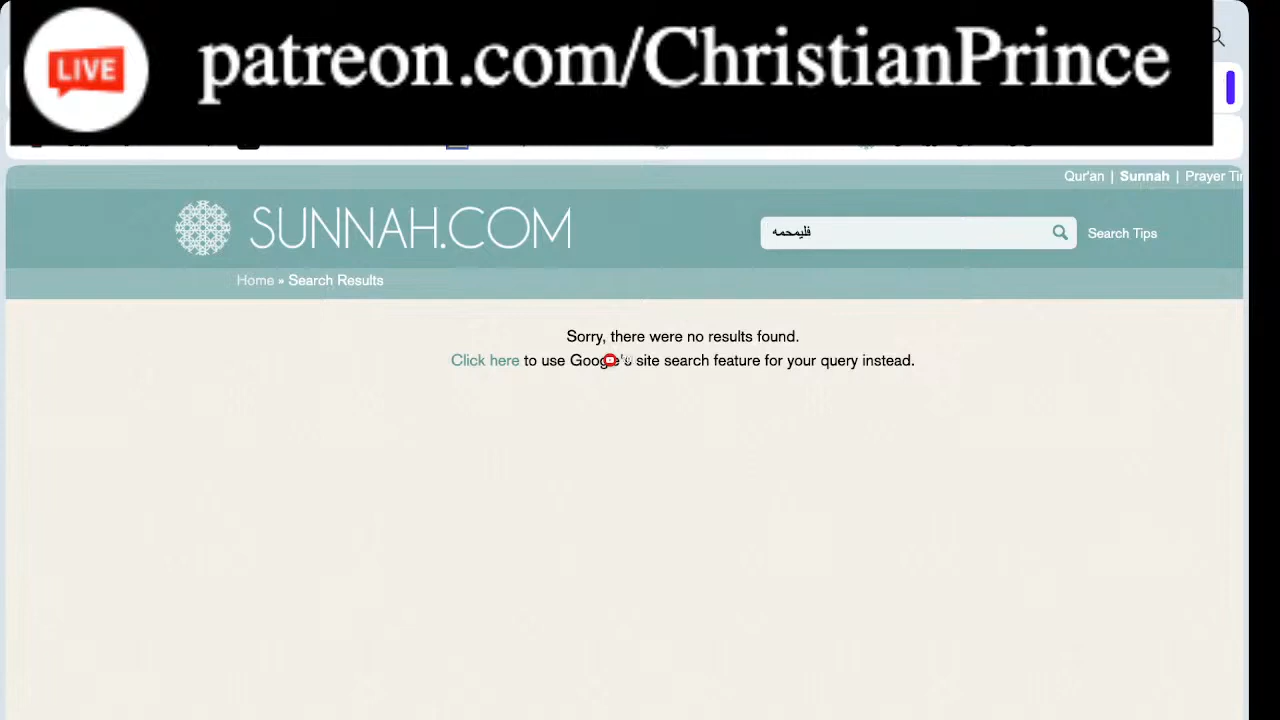 LIVE
patreon.com/ChristianPrince
Qur'an | Sunnah | Prayer
SUNNAH.COM
فليمحمه
Search Tips
Home » Search Results
Sorry, there were no results found.
Click here to use Google's site search feature for your query instead.